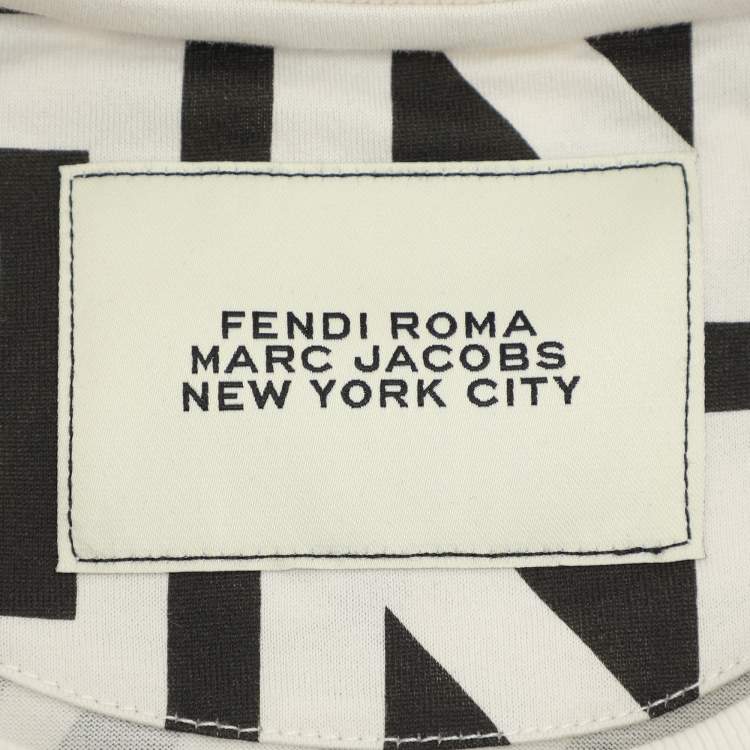 FENDI ROMA
MARC JACOBS
NEW YORK CITY